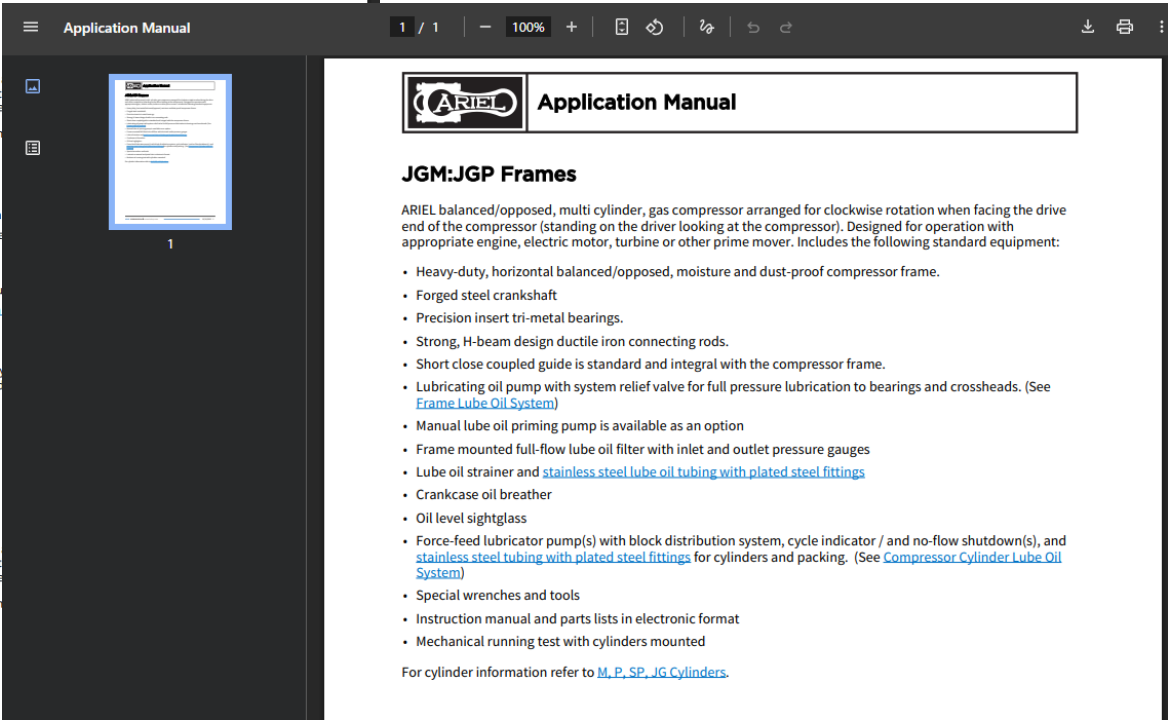 Application Manual
1 / 1
100%
1
ARIEL
Application Manual
JGM:JGP Frames
ARIEL balanced/opposed, multi cylinder, gas compressor arranged for clockwise rotation when facing the drive
end of the compressor (standing on the driver looking at the compressor). Designed for operation with
appropriate engine, electric motor, turbine or other prime mover. Includes the following standard equipment:
• Heavy-duty, horizontal balanced/opposed, moisture and dust-proof compressor frame.
• Forged steel crankshaft
• Precision insert tri-metal bearings.
• Strong, H-beam design ductile iron connecting rods.
• Short close coupled guide is standard and integral with the compressor frame.
• Lubricating oil pump with system relief valve for full pressure lubrication to bearings and crossheads. (See
Frame Lube Oil System)
• Manual lube oil priming pump is available as an option
• Frame mounted full-flow lube oil filter with inlet and outlet pressure gauges
• Lube oil strainer and stainless steel lube oil tubing with plated steel fittings
• Crankcase oil breather
• Oil level sightglass
• Force-feed lubricator pump(s) with block distribution system, cycle indicator / and no-flow shutdown(s), and
stainless steel tubing with plated steel fittings for cylinders and packing. (See Compressor Cylinder Lube Oil
System)
• Special wrenches and tools
• Instruction manual and parts lists in electronic format
• Mechanical running test with cylinders mounted
For cylinder information refer to M, P, SP, JG Cylinders.